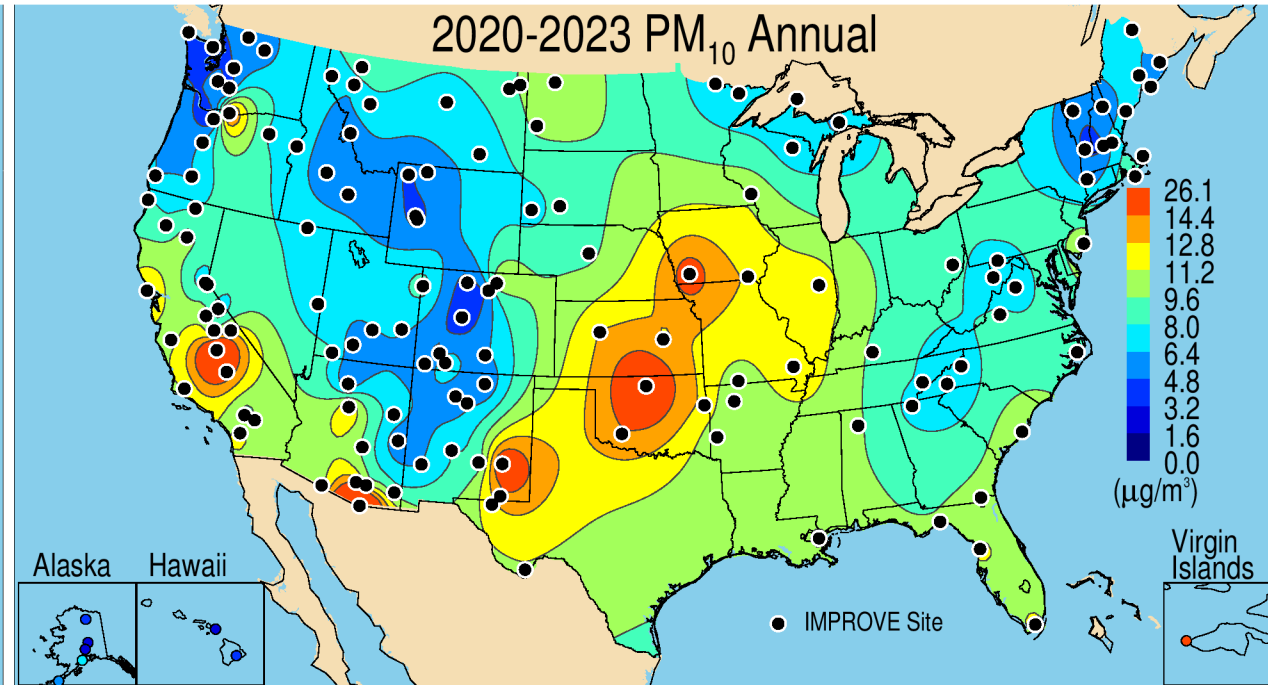 2020-2023 PM₁₀ Annual
26.1
14.4
12.8
11.2
9.6
8.0
6.4
4.8
3.2
1.6
0.0
(μg/m³)
Alaska
Hawaii
IMPROVE Site
Virgin
Islands